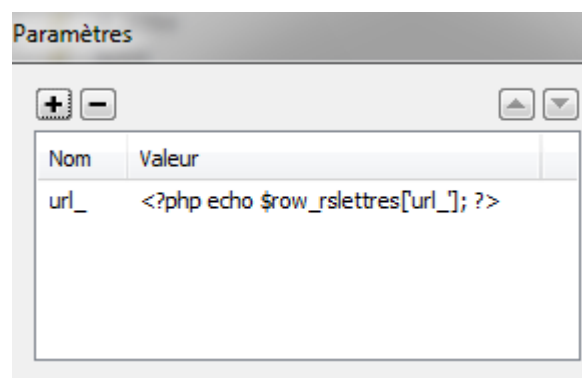 Paramètres
Nom Valeur
url_ <?php echo $row_rslettres['url_']; ?>